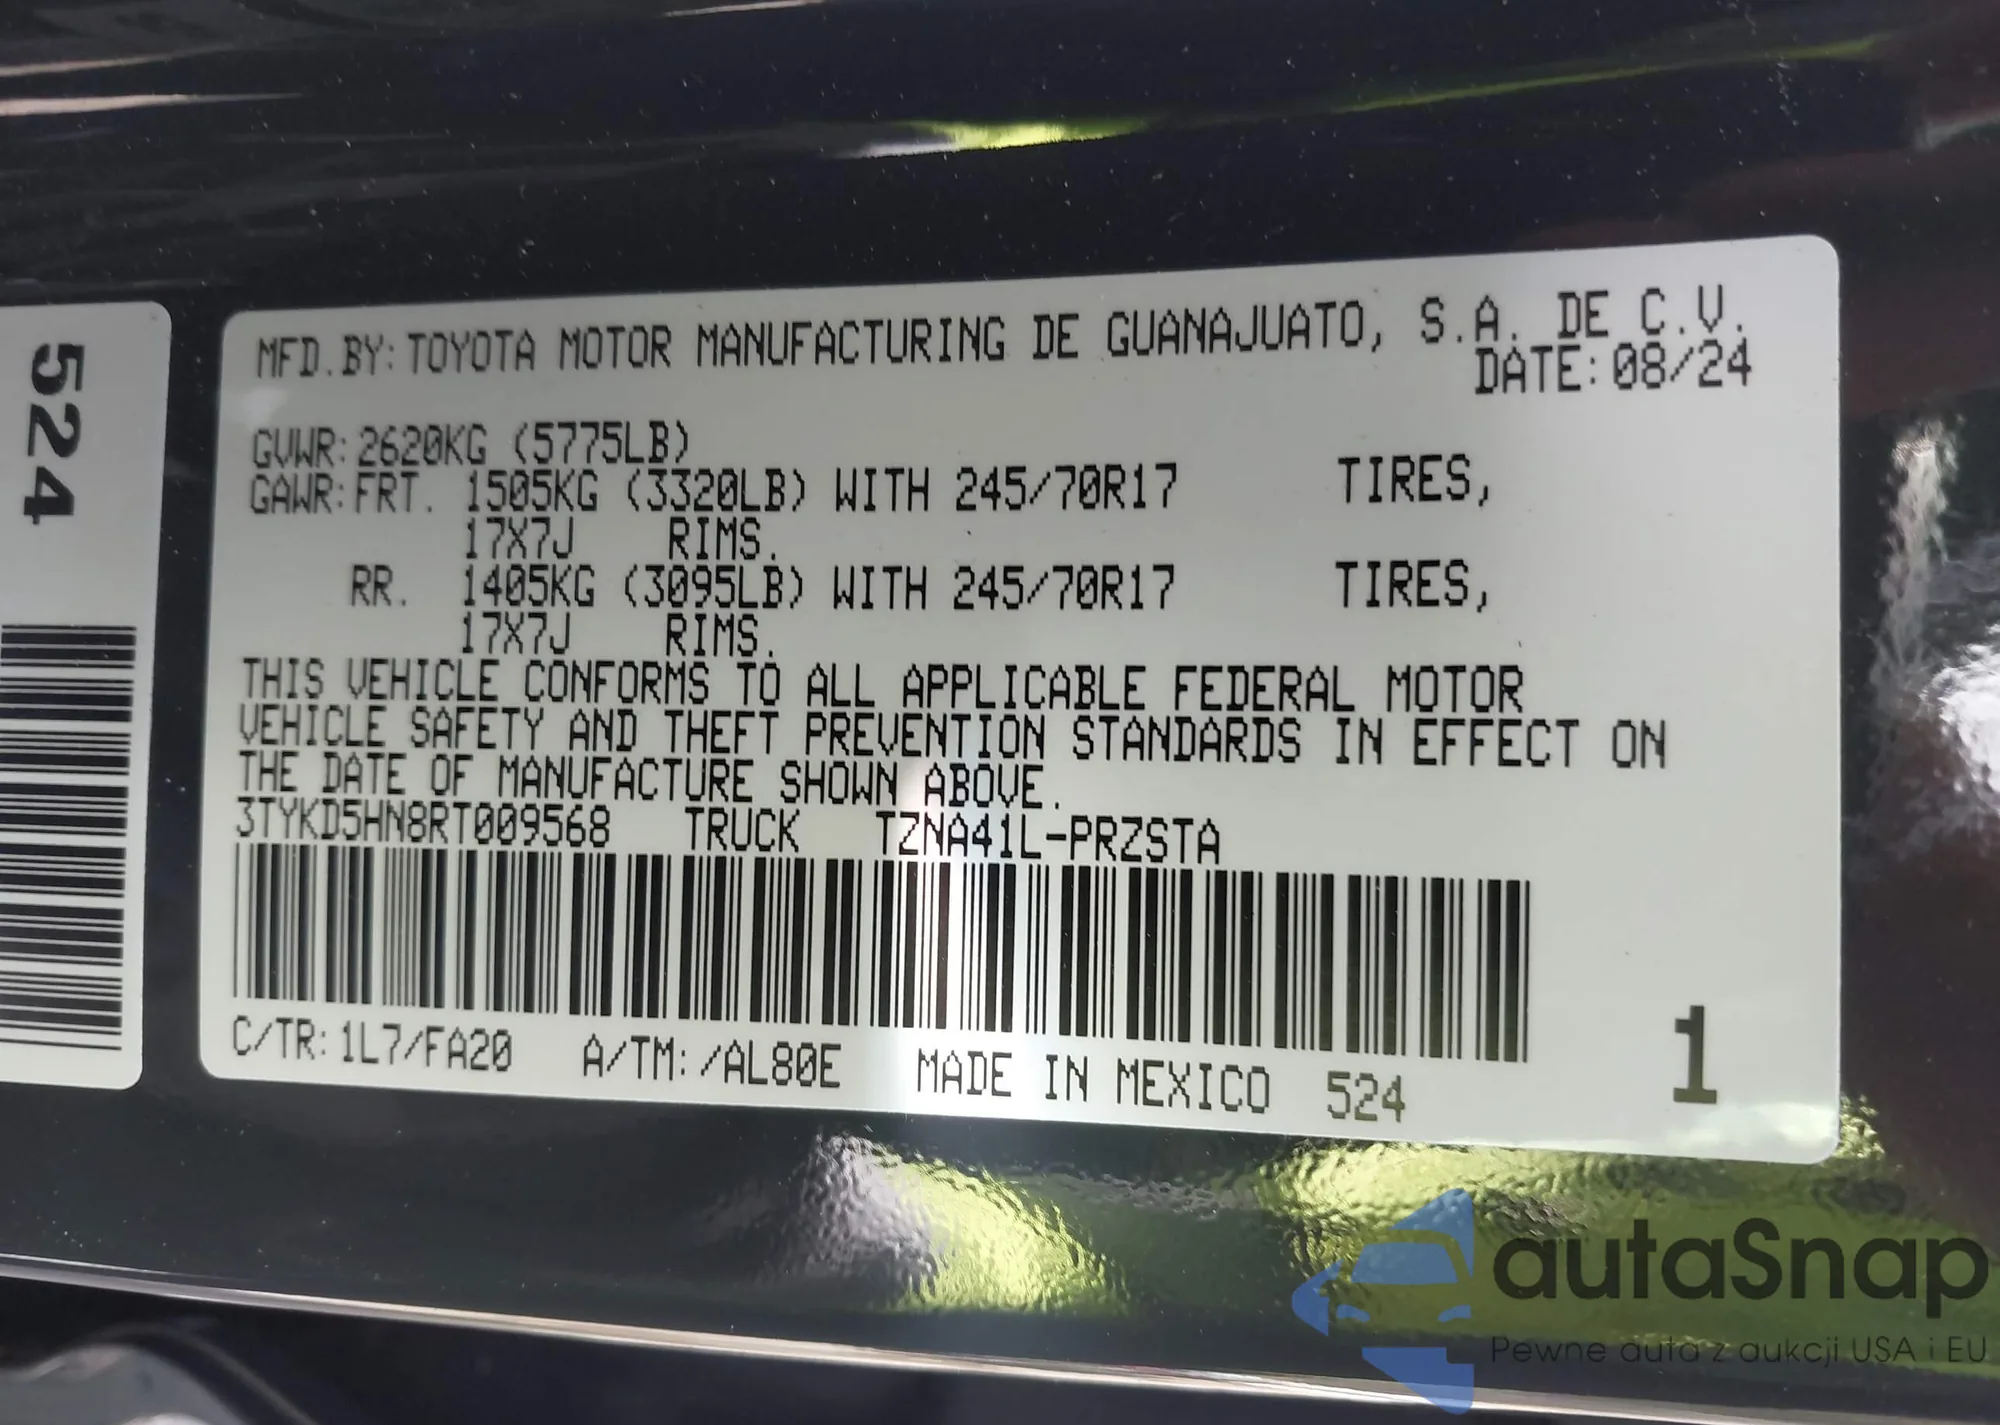 524
MFD.BY:TOYOTA MOTOR MANUFACTURING DE GUANAJUATO, S.A. DE C.V.
DATE:08/24
GVWR:2620KG (5775LB)
GAWR:FRT. 1505KG (3320LB) WITH 245/70R17 TIRES,
17X7J RIMS.
RR. 1405KG (3095LB) WITH 245/70R17 TIRES,
17X7J RIMS.
THIS VEHICLE CONFORMS TO ALL APPLICABLE FEDERAL MOTOR
VEHICLE SAFETY AND THEFT PREVENTION STANDARDS IN EFFECT ON
THE DATE OF MANUFACTURE SHOWN ABOVE.
3TYKD5HN8RT009568 TRUCK TZNA41L-PRZSTA
C/TR:1L7/FA20 A/TM:/AL80E MADE IN MEXICO 524
1
autaSnap
Pewne auta z aukcji USA i EU